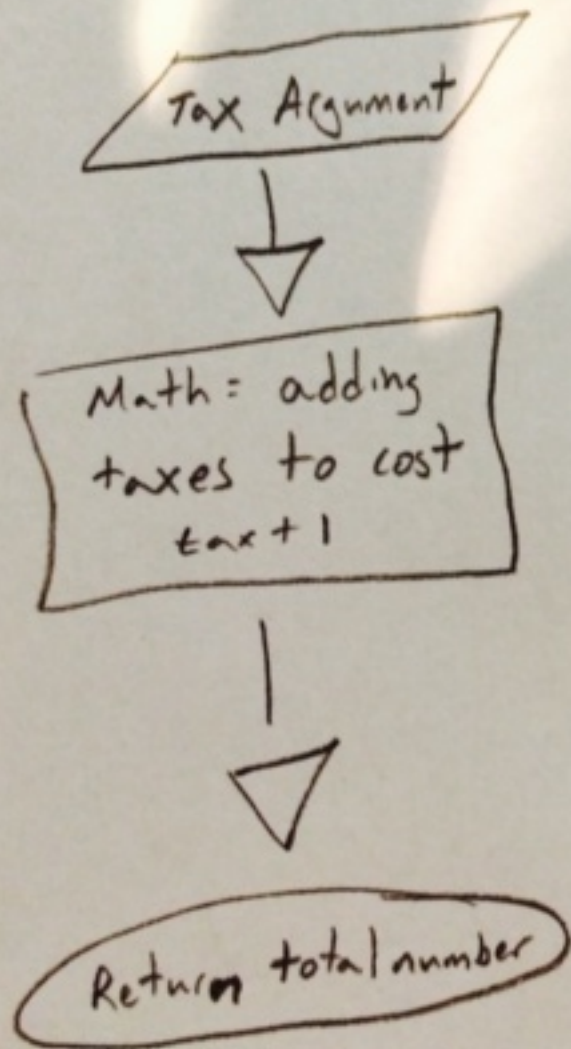 Tax Argument
Math = adding
taxes to cost
tax + 1
Return total number